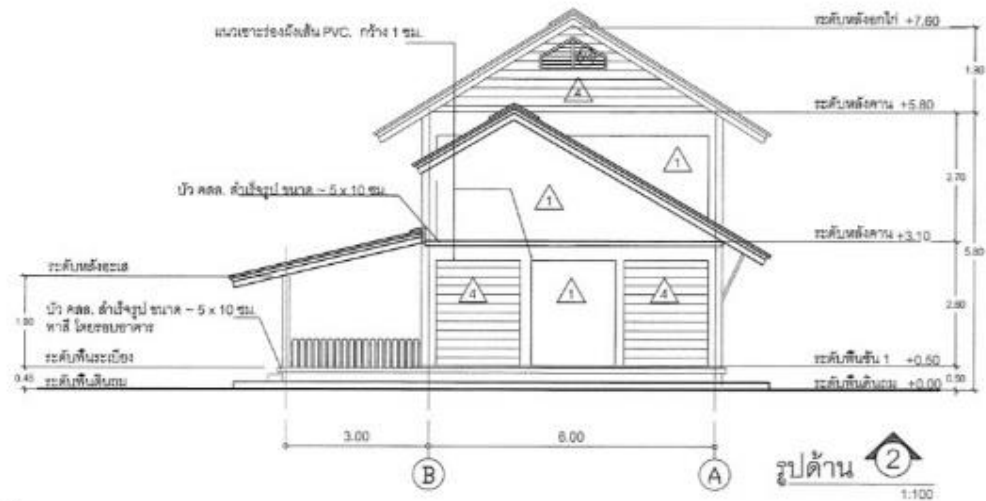 ระดับหลังอกไก่ +7.60
แนวเซาะร่องฝังเส้น PVC. กว้าง 1 ซม.
1.80
4
ระดับหลังคาน +5.80
1
2.70
บัว คสล. สำเร็จรูป ขนาด ~ 5 x 10 ซม.
1
ระดับหลังคาน +3.10
5.80
ระดับหลังอะเส
4
1
4
บัว คสล. สำเร็จรูป ขนาด ~ 5 x 10 ซม.
ทาสี โดยรอบอาคาร
2.60
ระดับพื้นระเบียง
ระดับพื้นชั้น 1 +0.50
0.45
ระดับพื้นดินถม
ระดับพื้นดินถม +0.00
0.50
3.00
6.00
B
A
รูปด้าน 2
1:100